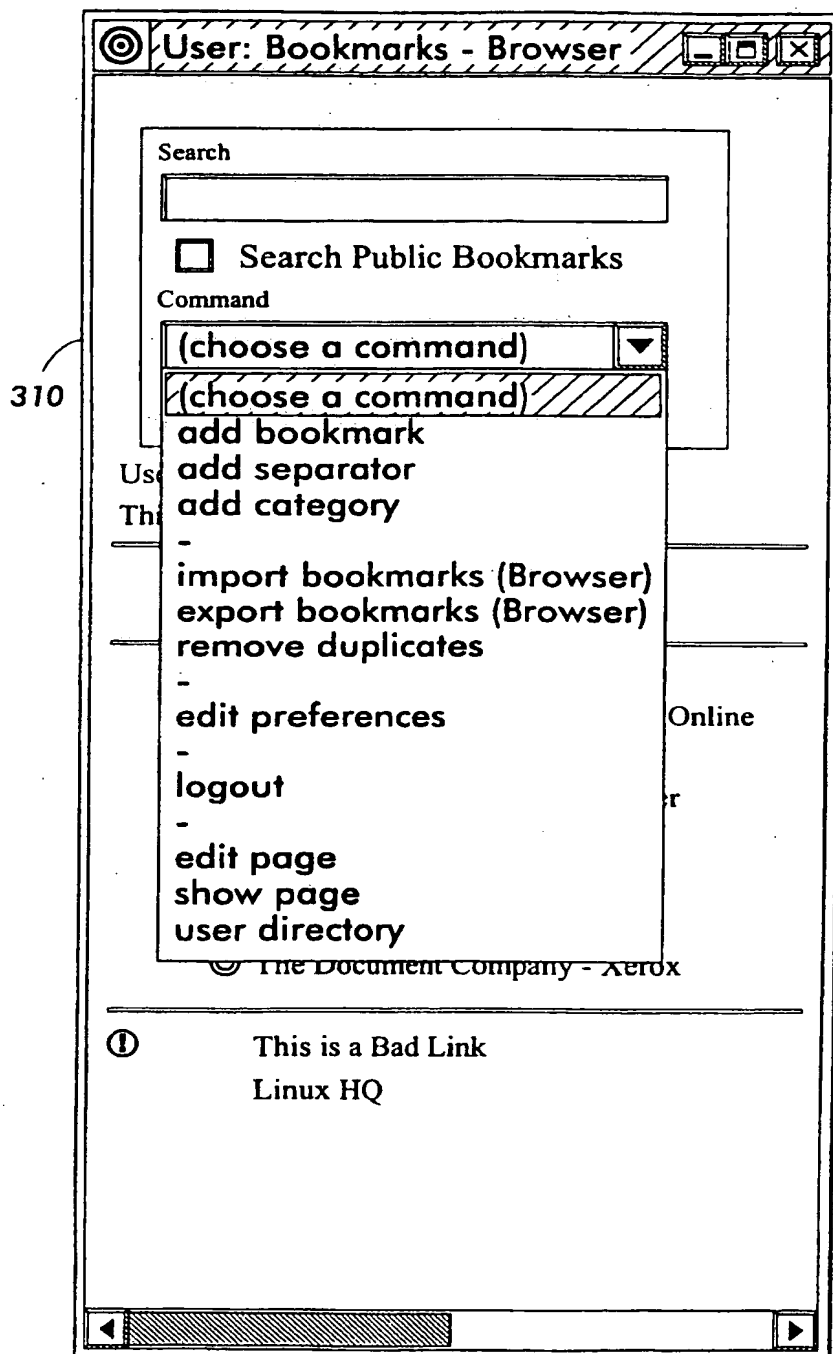 User: Bookmarks - Browser
Search
Search Public Bookmarks
Command
(choose a command)
310
(choose a command)
add bookmark
add separator
add category
-
import bookmarks (Browser)
export bookmarks (Browser)
remove duplicates
-
edit preferences Online
-
logout
-
edit page
show page
user directory
The Document Company - Xerox
This is a Bad Link
Linux HQ